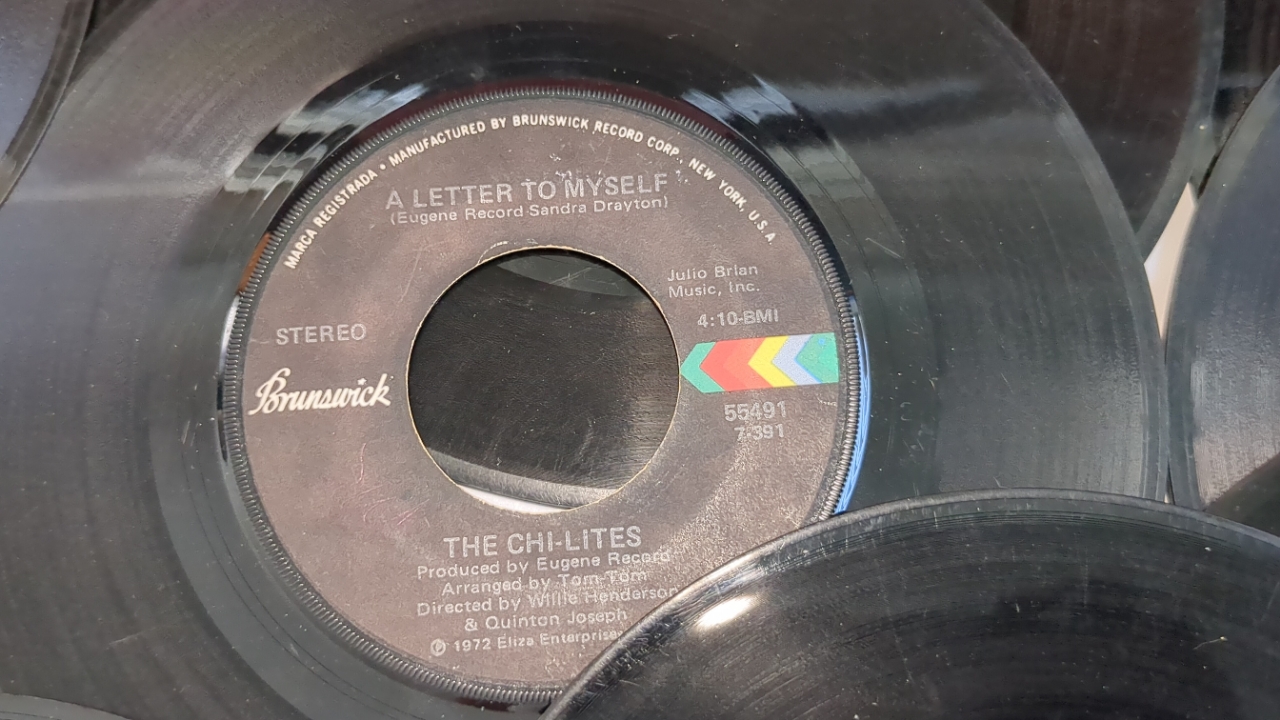 MARCA REGISTRADA • MANUFACTURED BY BRUNSWICK RECORD CORP., NEW YORK, U.S.A.
A LETTER TO MYSELF
(Eugene Record Sandra Drayton)
Julio Brian
Music, Inc.
4:10-BMI
STEREO
Brunswick
55491
7-391
THE CHI-LITES
Produced by Eugene Record
Arranged by Tom-Tom
Directed by Willie Henderson
& Quinton Joseph
℗ 1972 Eliza